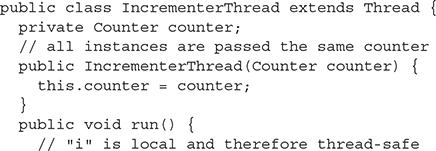 public class IncrementerThread extends Thread {
  private Counter counter;
  // all instances are passed the same counter
  public IncrementerThread(Counter counter) {
    this.counter = counter;
  }
  public void run() {
    // "i" is local and therefore thread-safe